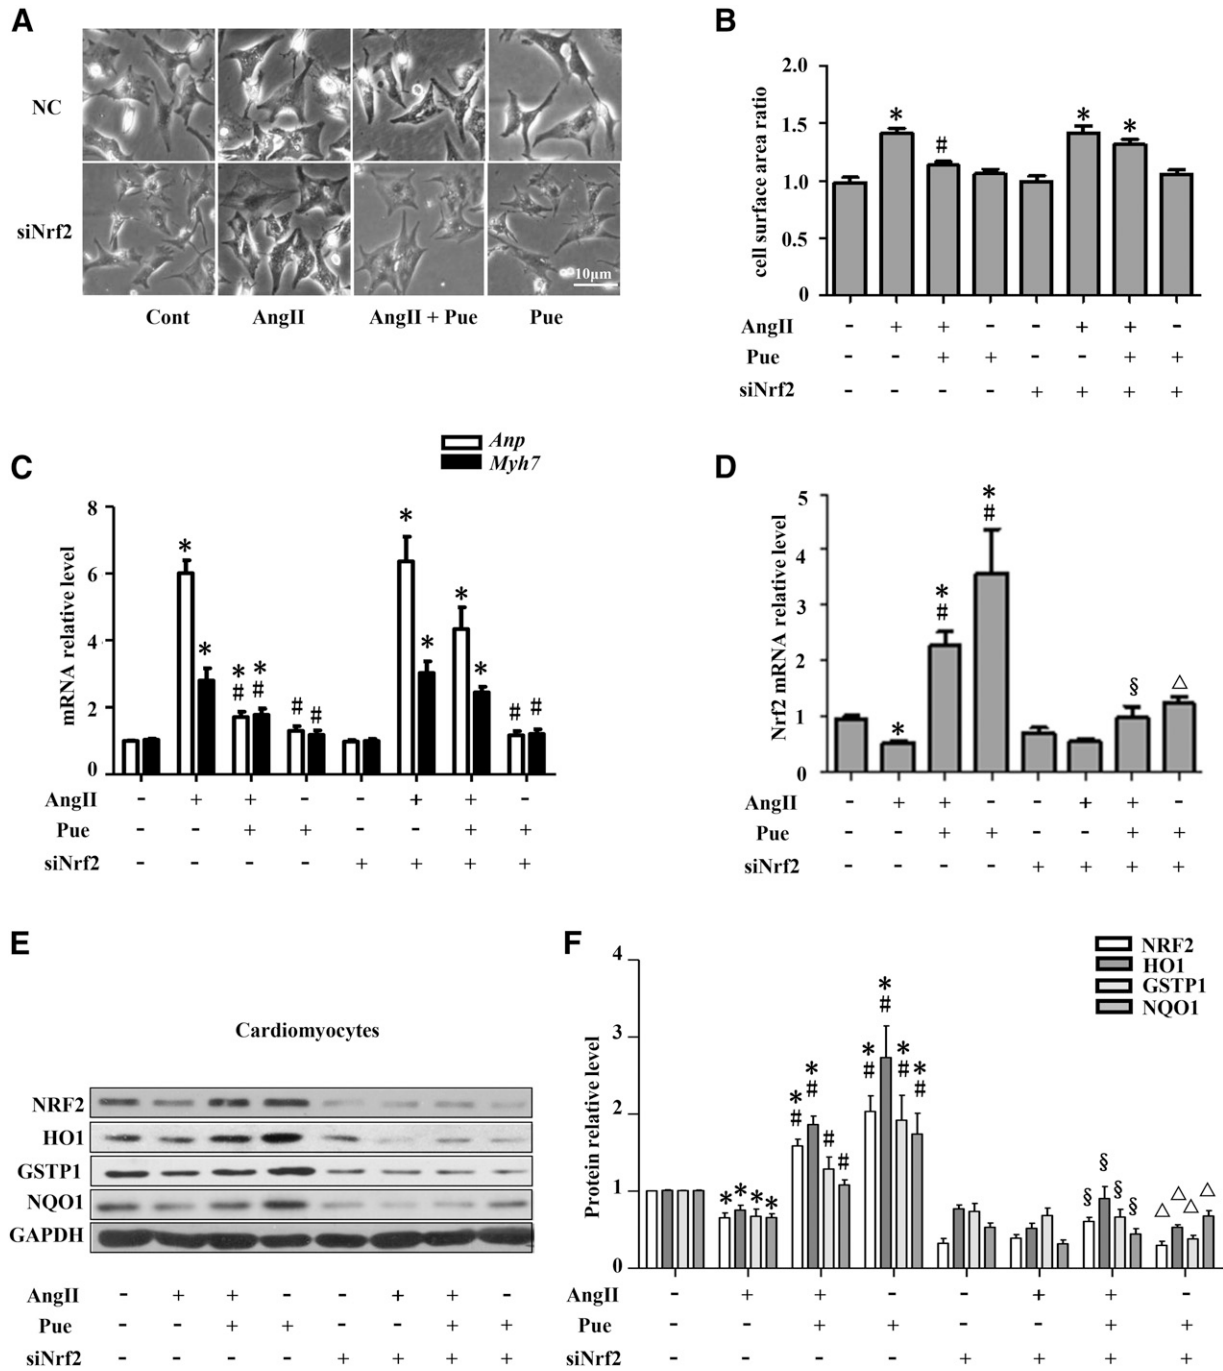 A
NC
siNrf2
10μm
Cont AngII AngII + Pue Pue
B
cell surface area ratio
2.0
1.5
1.0
0.5
0
* # * *
AngII - + + - - + + -
Pue - - + + - - + +
siNrf2 - - - - + + + +
C
Anp
Myh7
mRNA relative level
8
6
4
2
0
* * * # * # # # * * * * # #
AngII - + + - - + + -
Pue - - + + - - + +
siNrf2 - - - - + + + +
D
Nrf2 mRNA relative level
5
4
3
2
1
0
* * # * # § △
AngII - + + - - + + -
Pue - - + + - - + +
siNrf2 - - - - + + + +
E
Cardiomyocytes
NRF2
HO1
GSTP1
NQO1
GAPDH
AngII - + + - - + + -
Pue - - + + - - + +
siNrf2 - - - - + + + +
F
NRF2
HO1
GSTP1
NQO1
Protein relative level
4
3
2
1
0
* * * * * # * # # # * # * # * # * # § § § § △ △ △ △
AngII - + + - - + + -
Pue - - + + - - + +
siNrf2 - - - - + + + +